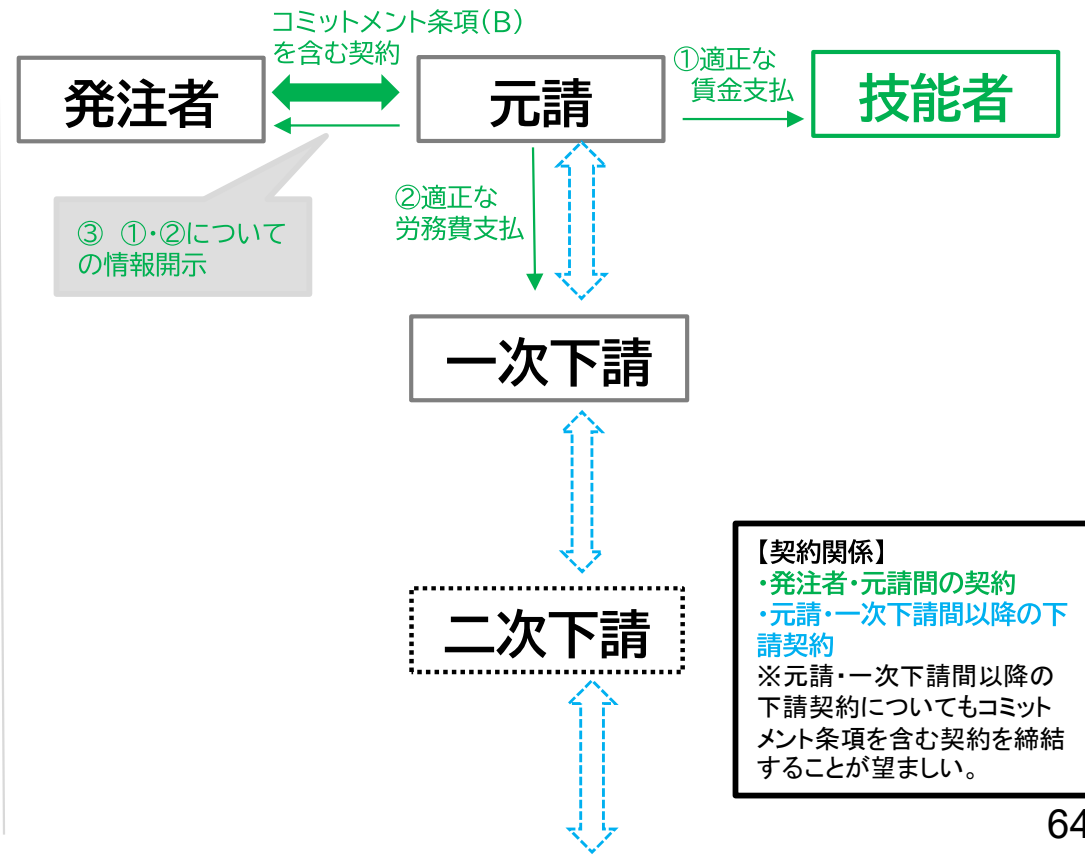 コミットメント条項(B)
を含む契約
発注者
元請
①適正な
賃金支払
技能者
②適正な
労務費支払
③ ①・②について
の情報開示
一次下請
二次下請
【契約関係】
・発注者・元請間の契約
・元請・一次下請間以降の下
請契約
※元請・一次下請間以降の
下請契約についてもコミット
メント条項を含む契約を締結
することが望ましい。
64